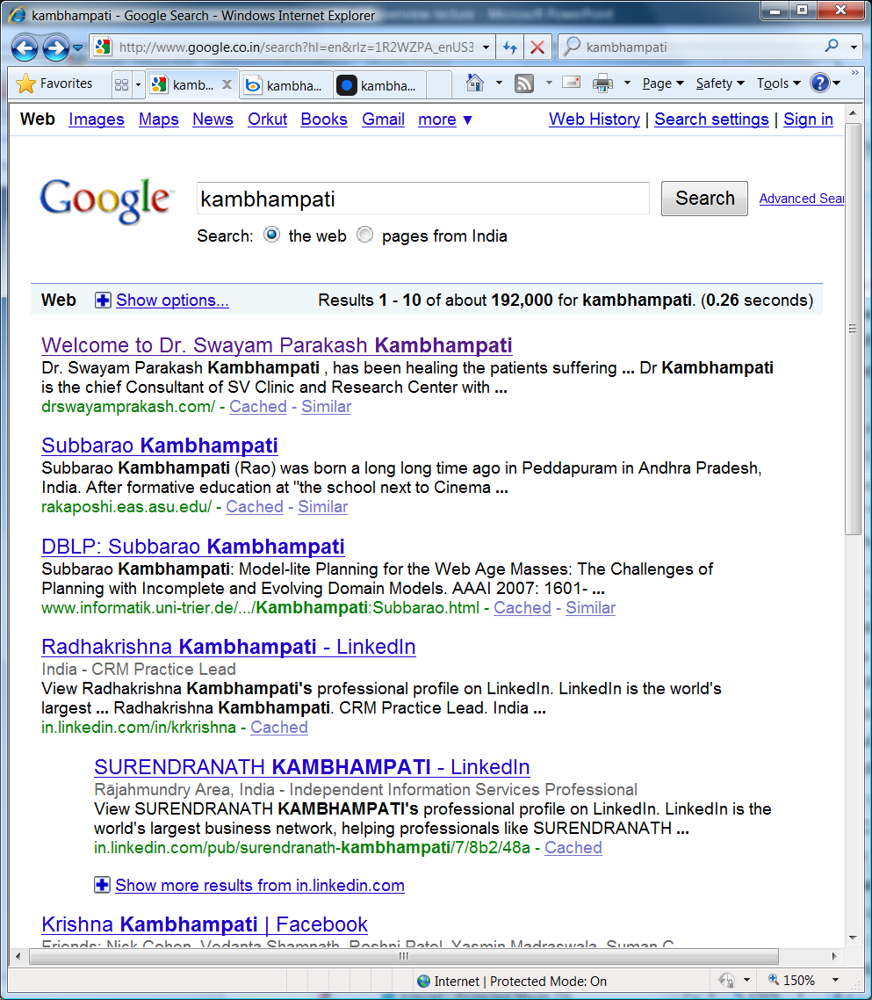 kambhampati - Google Search - Windows Internet Explorer
http://www.google.co.in/search?hl=en&rlz=1R2WZPA_enUS3 kambhampati
Favorites kamb... kambha... kambha... Page Safety Tools
Web Images Maps News Orkut Books Gmail more ▼ Web History | Search settings | Sign in
Google kambhampati Search Advanced Sear
Search: the web pages from India
Web Show options... Results 1 - 10 of about 192,000 for kambhampati. (0.26 seconds)
Welcome to Dr. Swayam Parakash Kambhampati
Dr. Swayam Parakash Kambhampati , has been healing the patients suffering ... Dr Kambhampati
is the chief Consultant of SV Clinic and Research Center with ...
drswayamprakash.com/ - Cached - Similar
Subbarao Kambhampati
Subbarao Kambhampati (Rao) was born a long long time ago in Peddapuram in Andhra Pradesh,
India. After formative education at "the school next to Cinema ...
rakaposhi.eas.asu.edu/ - Cached - Similar
DBLP: Subbarao Kambhampati
Subbarao Kambhampati: Model-lite Planning for the Web Age Masses: The Challenges of
Planning with Incomplete and Evolving Domain Models. AAAI 2007: 1601- ...
www.informatik.uni-trier.de/.../Kambhampati:Subbarao.html - Cached - Similar
Radhakrishna Kambhampati - LinkedIn
India - CRM Practice Lead
View Radhakrishna Kambhampati's professional profile on LinkedIn. LinkedIn is the world's
largest ... Radhakrishna Kambhampati. CRM Practice Lead. India ...
in.linkedin.com/in/krkrishna - Cached
SURENDRANATH KAMBHAMPATI - LinkedIn
Rājahmundry Area, India - Independent Information Services Professional
View SURENDRANATH KAMBHAMPATI's professional profile on LinkedIn. LinkedIn is the
world's largest business network, helping professionals like SURENDRANATH ...
in.linkedin.com/pub/surendranath-kambhampati/7/8b2/48a - Cached
Show more results from in.linkedin.com
Krishna Kambhampati | Facebook
Friends: Nick Cohen, Vedanta Shamnath, Roshni Patel, Yasmin Madraswala, Suman C
Internet | Protected Mode: On 150%